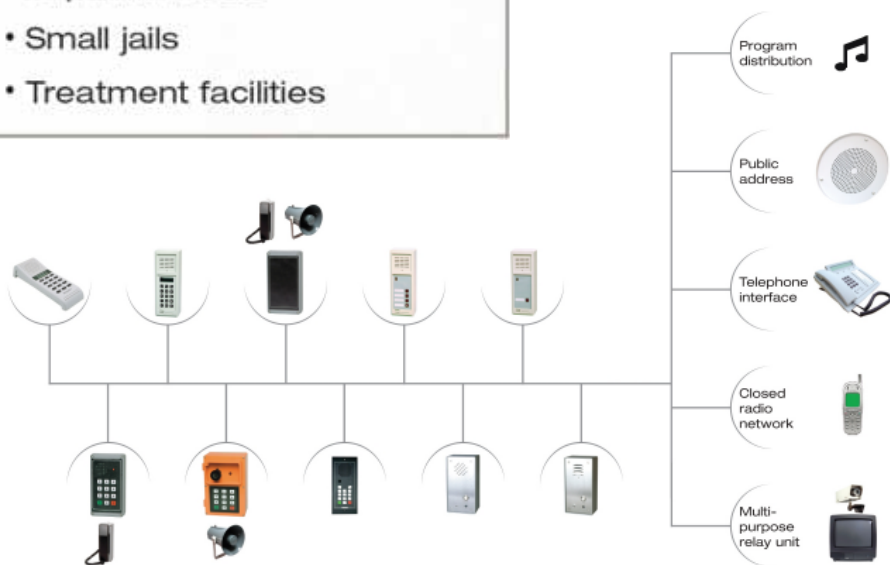 • Small jails
• Treatment facilities
Program
distribution
Public
address
Telephone
interface
Closed
radio
network
Multi-
purpose
relay unit